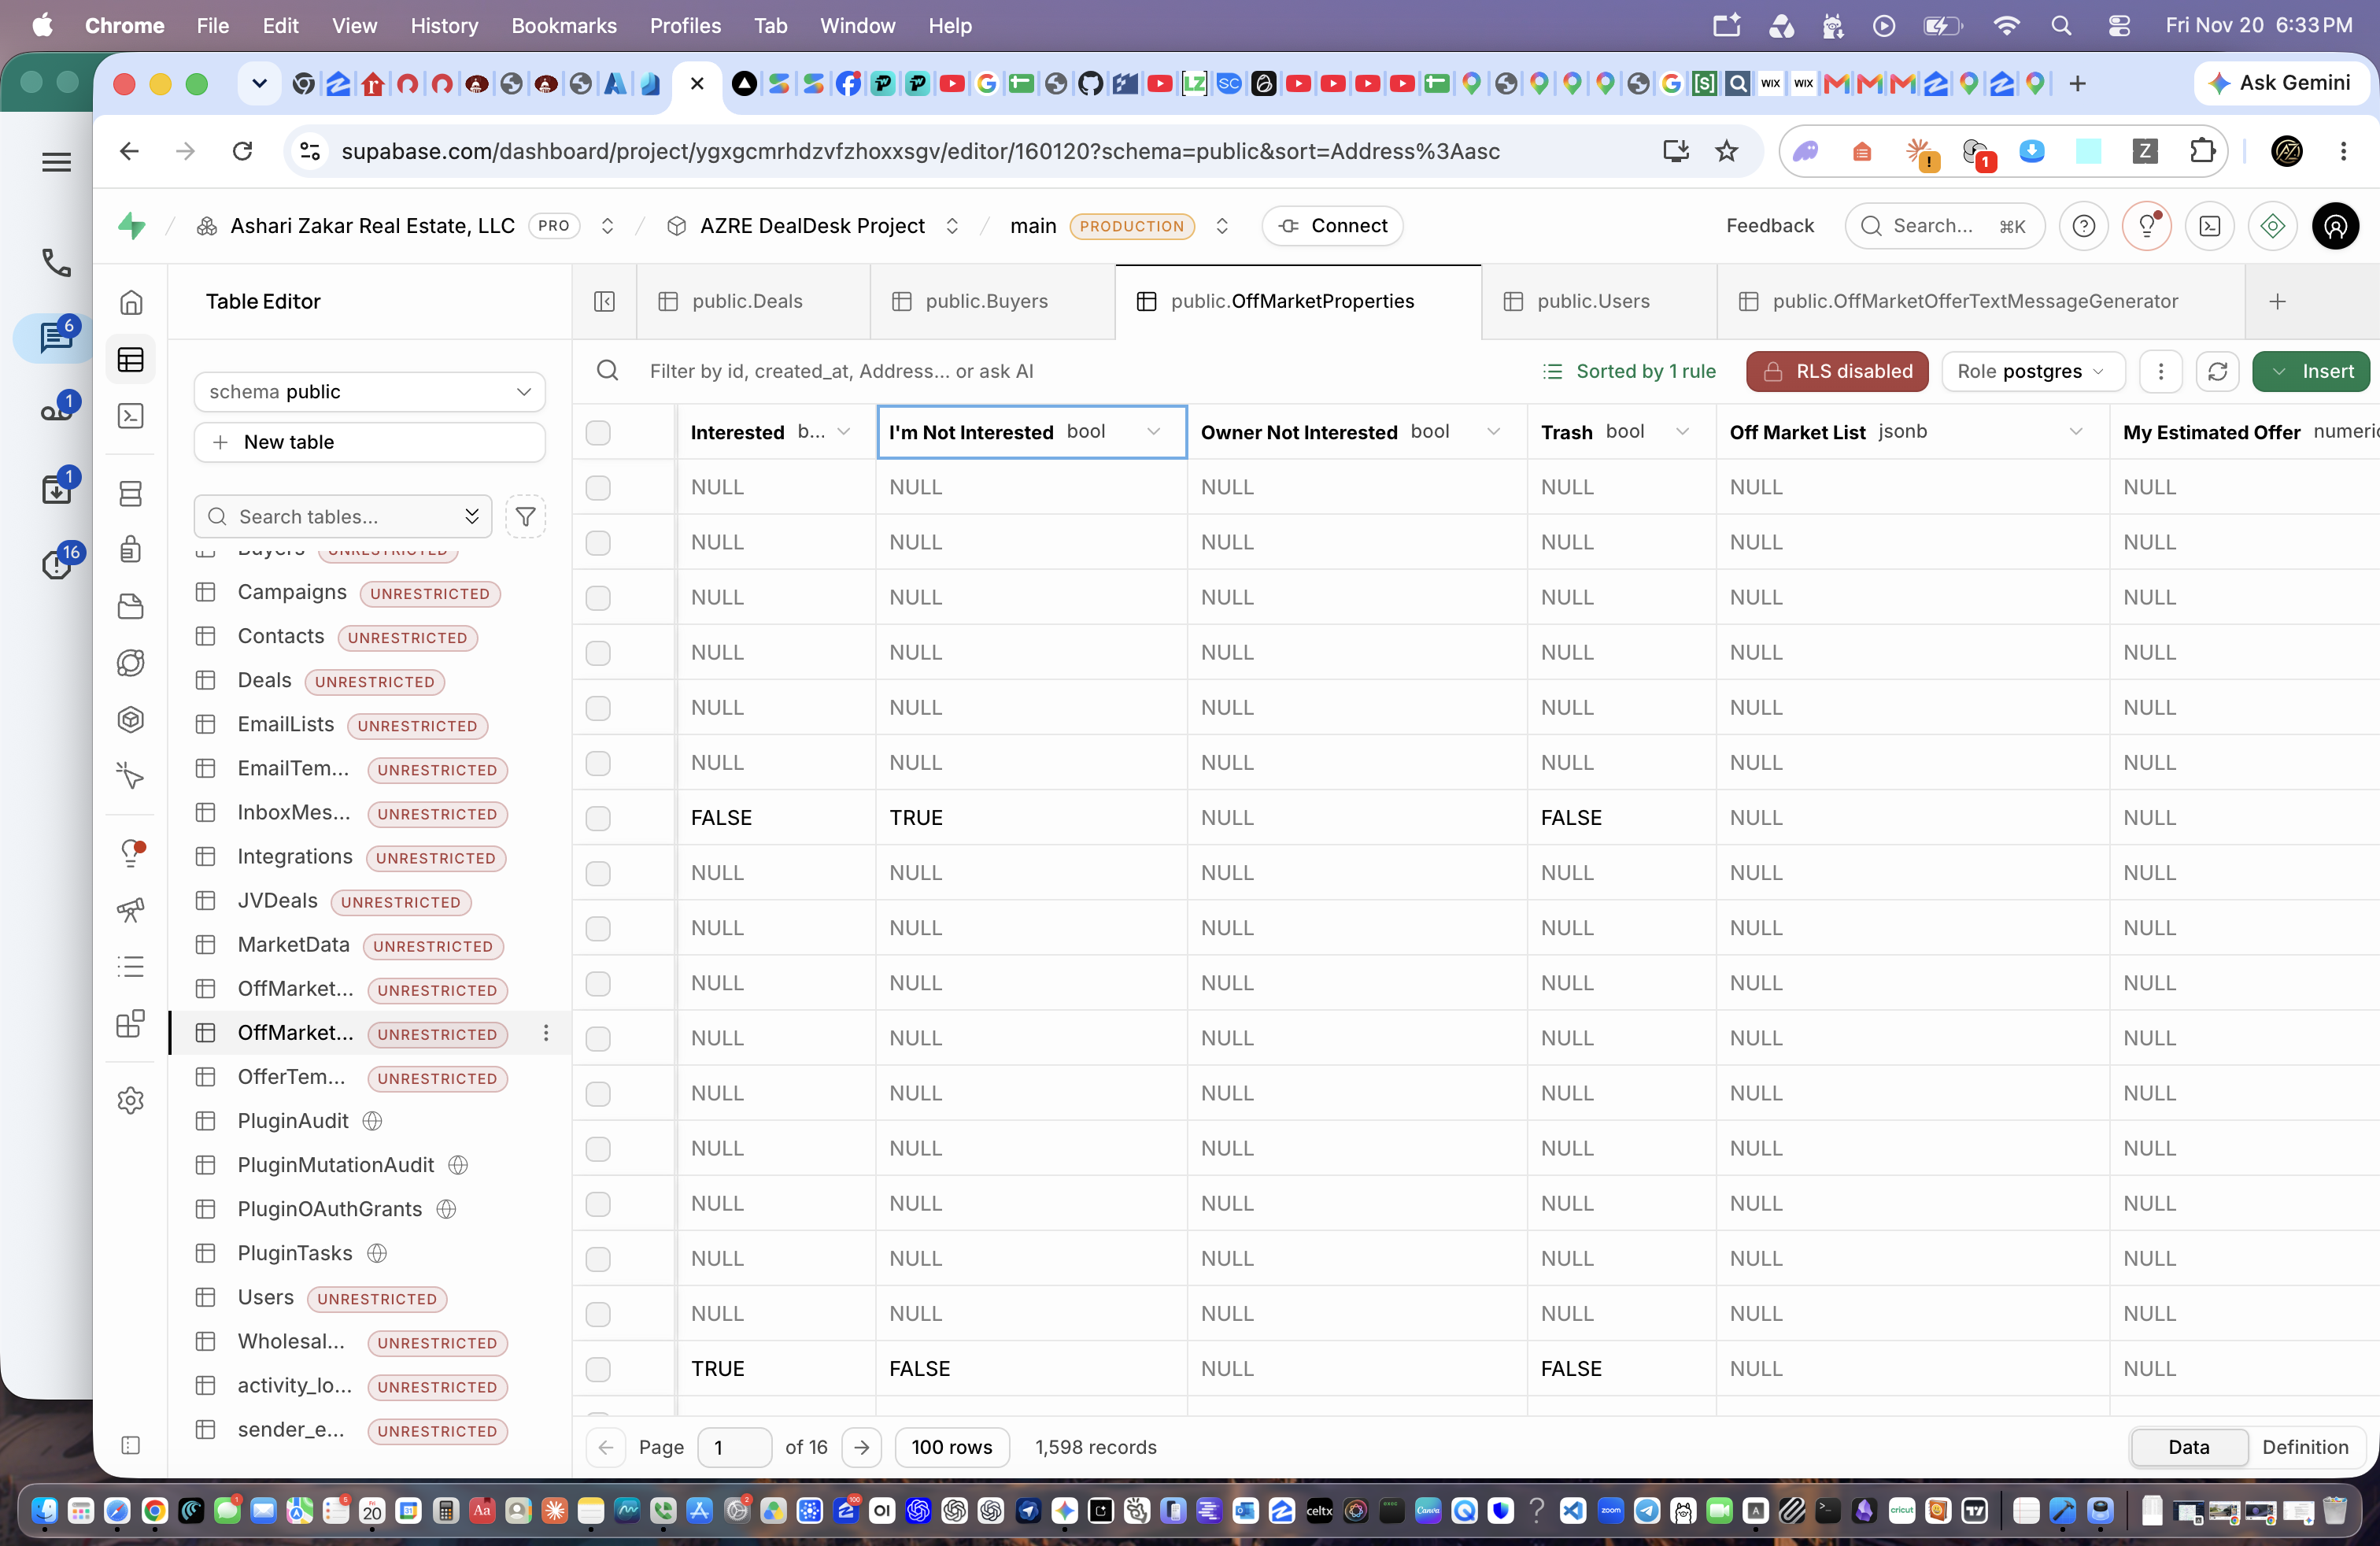 Chrome File Edit View History Bookmarks Profiles Tab Window Help Fri Nov 20 6:33 PM
Ask Gemini
supabase.com/dashboard/project/ygxgcmrhdzvfzhoxxsgv/editor/160120?schema=public&sort=Address%3Aasc
Ashari Zakar Real Estate, LLC PRO / AZRE DealDesk Project / main PRODUCTION Connect Feedback Search... ⌘K
Table Editor
public.Deals public.Buyers public.OffMarketProperties public.Users public.OffMarketOfferTextMessageGenerator
schema public
New table
Search tables...
Buyers UNRESTRICTED
Campaigns UNRESTRICTED
Contacts UNRESTRICTED
Deals UNRESTRICTED
EmailLists UNRESTRICTED
EmailTem... UNRESTRICTED
InboxMes... UNRESTRICTED
Integrations UNRESTRICTED
JVDeals UNRESTRICTED
MarketData UNRESTRICTED
OffMarket... UNRESTRICTED
OffMarket... UNRESTRICTED
OfferTem... UNRESTRICTED
PluginAudit
PluginMutationAudit
PluginOAuthGrants
PluginTasks
Users UNRESTRICTED
Wholesal... UNRESTRICTED
activity_lo... UNRESTRICTED
sender_e... UNRESTRICTED
6
1
1
16
Filter by id, created_at, Address... or ask AI Sorted by 1 rule RLS disabled Role postgres Insert
Interested b... I'm Not Interested bool Owner Not Interested bool Trash bool Off Market List jsonb My Estimated Offer numeric
NULL NULL NULL NULL NULL NULL
NULL NULL NULL NULL NULL NULL
NULL NULL NULL NULL NULL NULL
NULL NULL NULL NULL NULL NULL
NULL NULL NULL NULL NULL NULL
NULL NULL NULL NULL NULL NULL
FALSE TRUE NULL FALSE NULL NULL
NULL NULL NULL NULL NULL NULL
NULL NULL NULL NULL NULL NULL
NULL NULL NULL NULL NULL NULL
NULL NULL NULL NULL NULL NULL
NULL NULL NULL NULL NULL NULL
NULL NULL NULL NULL NULL NULL
NULL NULL NULL NULL NULL NULL
NULL NULL NULL NULL NULL NULL
NULL NULL NULL NULL NULL NULL
TRUE FALSE NULL FALSE NULL NULL
Page 1 of 16 100 rows 1,598 records Data Definition